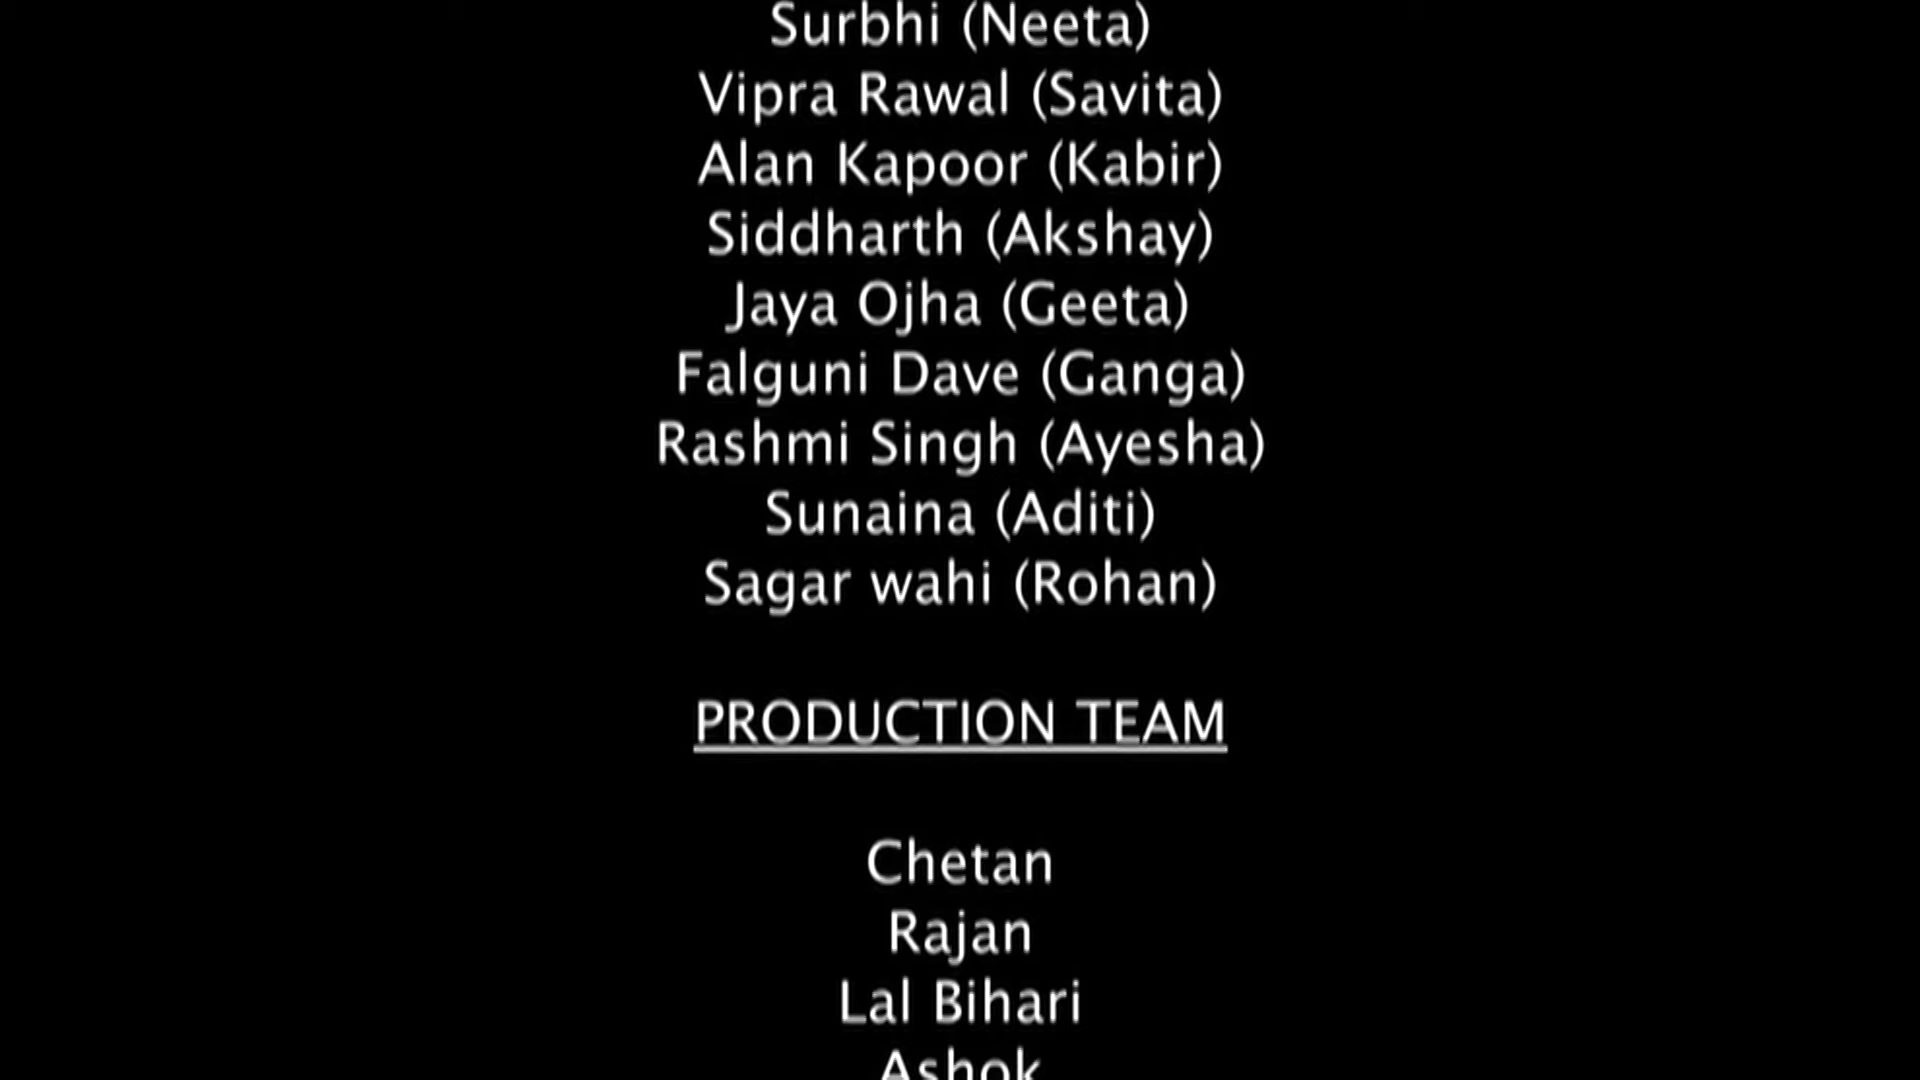 Surbhi (Neeta)
Vipra Rawal (Savita)
Alan Kapoor (Kabir)
Siddharth (Akshay)
Jaya Ojha (Geeta)
Falguni Dave (Ganga)
Rashmi Singh (Ayesha)
Sunaina (Aditi)
Sagar wahi (Rohan)
PRODUCTION TEAM
Chetan
Rajan
Lal Bihari
Ashok